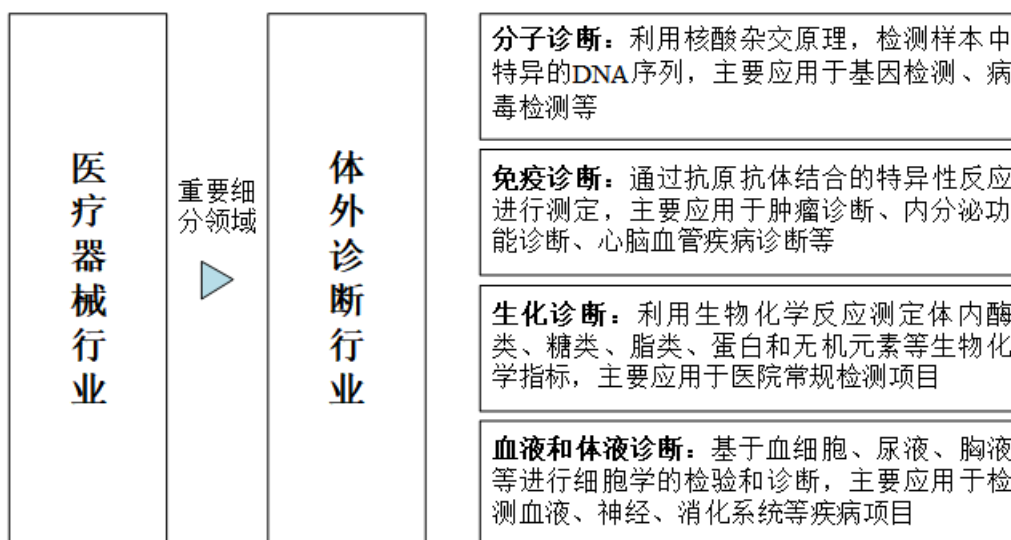 医疗器械行业
重要细
分领域
体外诊断行业
分子诊断：利用核酸杂交原理，检测样本中
特异的DNA序列，主要应用于基因检测、病
毒检测等
免疫诊断：通过抗原抗体结合的特异性反应
进行测定，主要应用于肿瘤诊断、内分泌功
能诊断、心脑血管疾病诊断等
生化诊断：利用生物化学反应测定体内酶
类、糖类、脂类、蛋白和无机元素等生物化
学指标，主要应用于医院常规检测项目
血液和体液诊断：基于血细胞、尿液、胸液
等进行细胞学的检验和诊断，主要应用于检
测血液、神经、消化系统等疾病项目